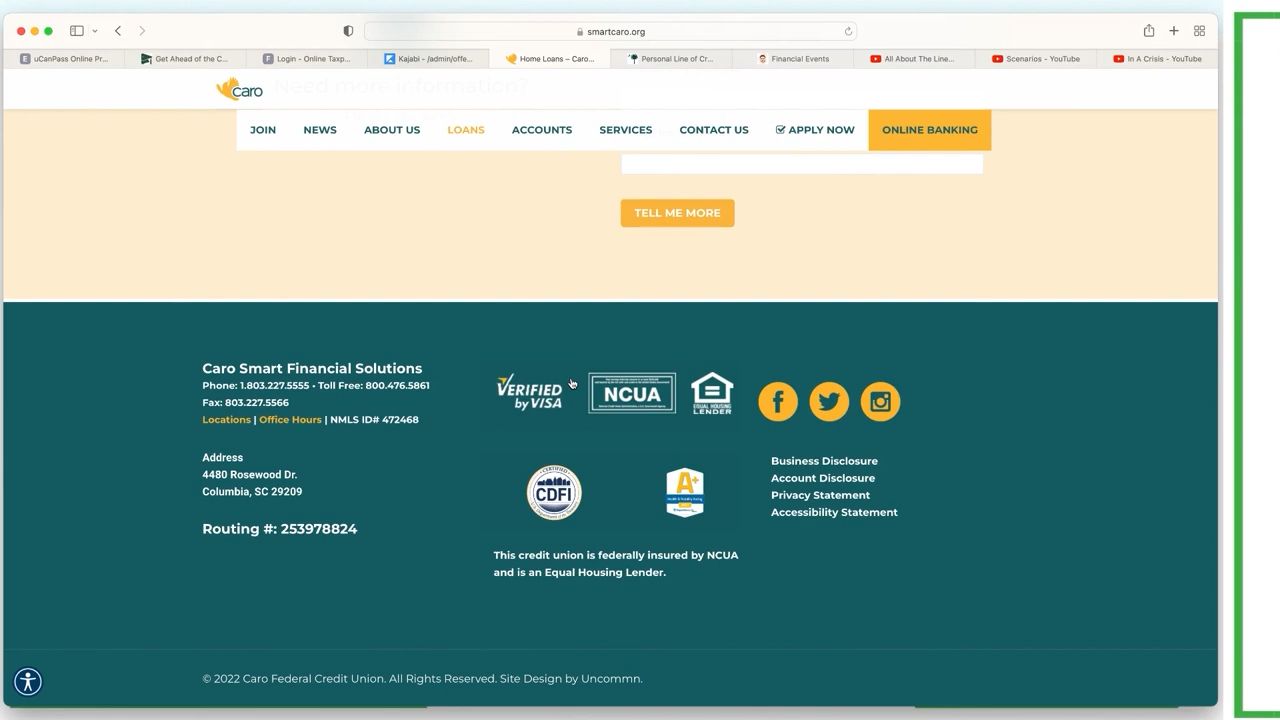 smartcaro.org
uCanPass Online Pr...
Get Ahead of the C...
Login - Online Taxp...
Kajabi - /admin/offe...
Home Loans – Caro...
Personal Line of Cr...
Financial Events
All About The Line...
Scenarios - YouTube
In A Crisis - YouTube
caro
Need more information?
JOIN
NEWS
ABOUT US
LOANS
ACCOUNTS
SERVICES
CONTACT US
APPLY NOW
ONLINE BANKING
TELL ME MORE
Caro Smart Financial Solutions
Phone: 1.803.227.5555 • Toll Free: 800.476.5861
Fax: 803.227.5566
Locations | Office Hours | NMLS ID# 472468
Address
4480 Rosewood Dr.
Columbia, SC 29209
Routing #: 253978824
VERIFIED
by VISA
NCUA
EQUAL HOUSING
LENDER
CERTIFIED
CDFI
A+
This credit union is federally insured by NCUA
and is an Equal Housing Lender.
Business Disclosure
Account Disclosure
Privacy Statement
Accessibility Statement
© 2022 Caro Federal Credit Union. All Rights Reserved. Site Design by Uncommn.